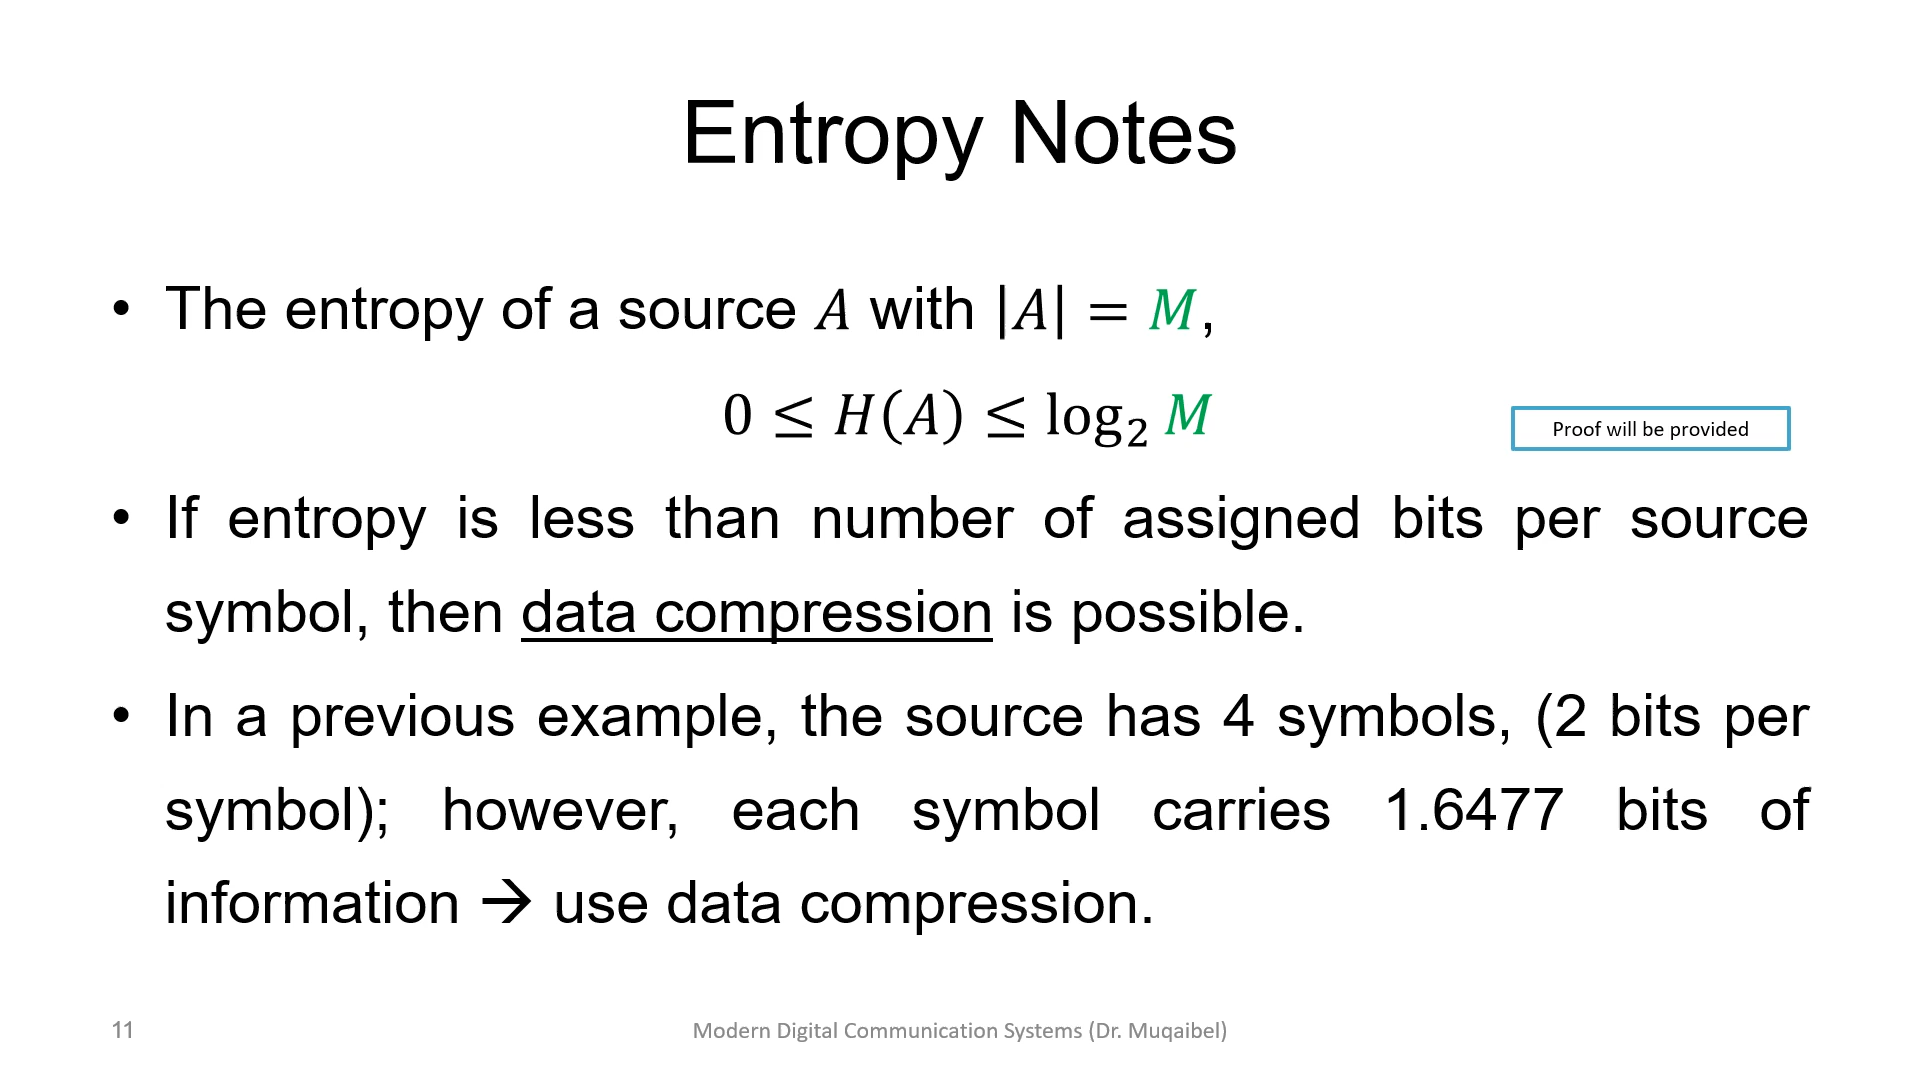 Entropy Notes
• The entropy of a source A with |A| = M,
0 ≤ H(A) ≤ log₂ M
Proof will be provided
• If entropy is less than number of assigned bits per source
symbol, then data compression is possible.
• In a previous example, the source has 4 symbols, (2 bits per
symbol); however, each symbol carries 1.6477 bits of
information → use data compression.
11
Modern Digital Communication Systems (Dr. Muqaibel)